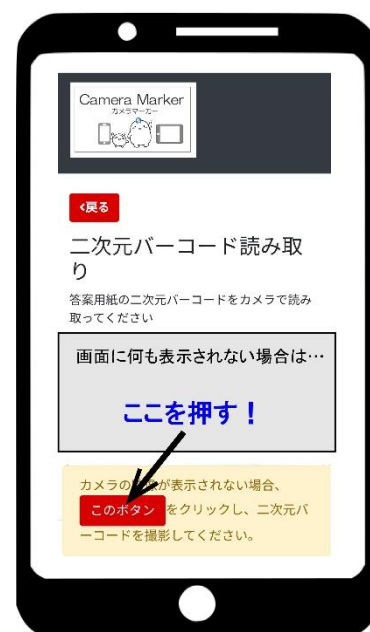 Camera Marker
カメラマーカー
戻る
二次元バーコード読み取
り
答案用紙の二次元バーコードをカメラで読み
取ってください
画面に何も表示されない場合は…
ここを押す！
カメラの が表示されない場合、
このボタン をクリックし、二次元バ
ーコードを撮影してください。